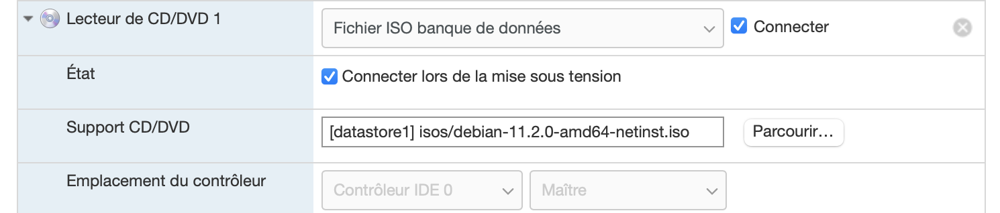 Lecteur de CD/DVD 1
Fichier ISO banque de données
Connecter
État
Connecter lors de la mise sous tension
Support CD/DVD
[datastore1] isos/debian-11.2.0-amd64-netinst.iso
Parcourir...
Emplacement du contrôleur
Contrôleur IDE 0
Maître